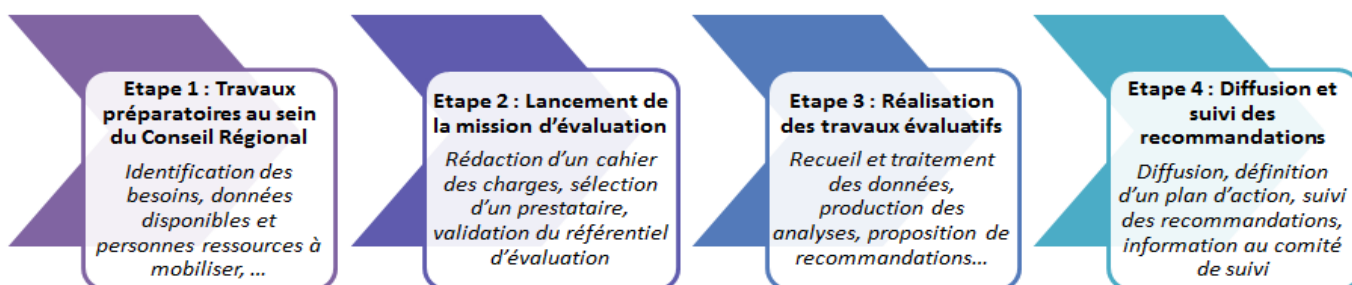 Etape 1 : Travaux
préparatoires au sein
du Conseil Régional
Identification des
besoins, données
disponibles et
personnes ressources à
mobiliser, ...
Etape 2 : Lancement de
la mission d’évaluation
Rédaction d’un cahier
des charges, sélection
d’un prestataire,
validation du référentiel
d’évaluation
Etape 3 : Réalisation
des travaux évaluatifs
Recueil et traitement
des données,
production des
analyses, proposition de
recommandations...
Etape 4 : Diffusion et
suivi des
recommandations
Diffusion, définition
d’un plan d’action, suivi
des recommandations,
information au comité
de suivi